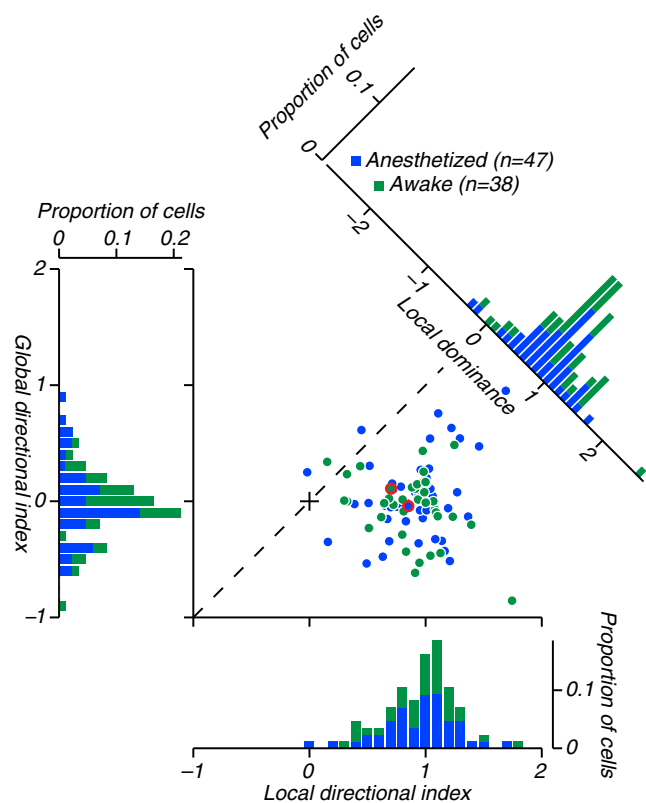 Proportion of cells
0.1
0
Anesthetized (n=47)
Awake (n=38)
−2
−1
0
1
2
Local dominance
Proportion of cells
0 0.1 0.2
2
1
0
−1
Global directional index
Proportion of cells
0.1
0
−1 0 1 2
Local directional index